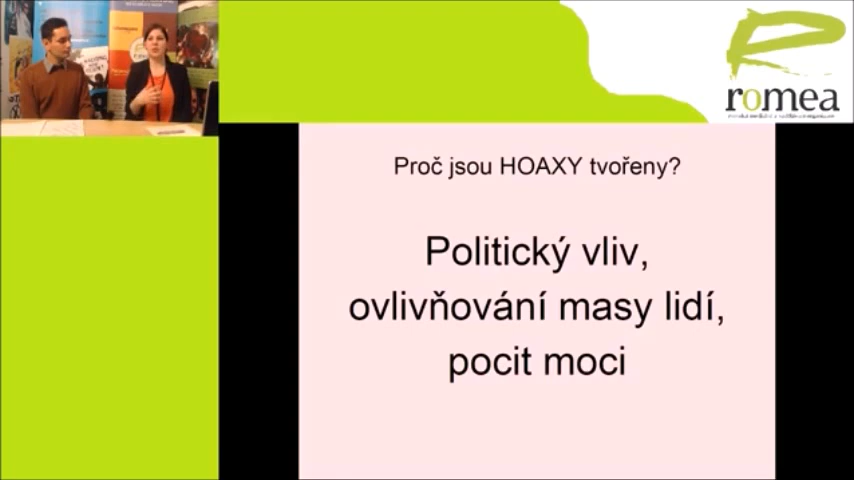 romea
Proč jsou HOAXY tvořeny?
Politický vliv,
ovlivňování masy lidí,
pocit moci